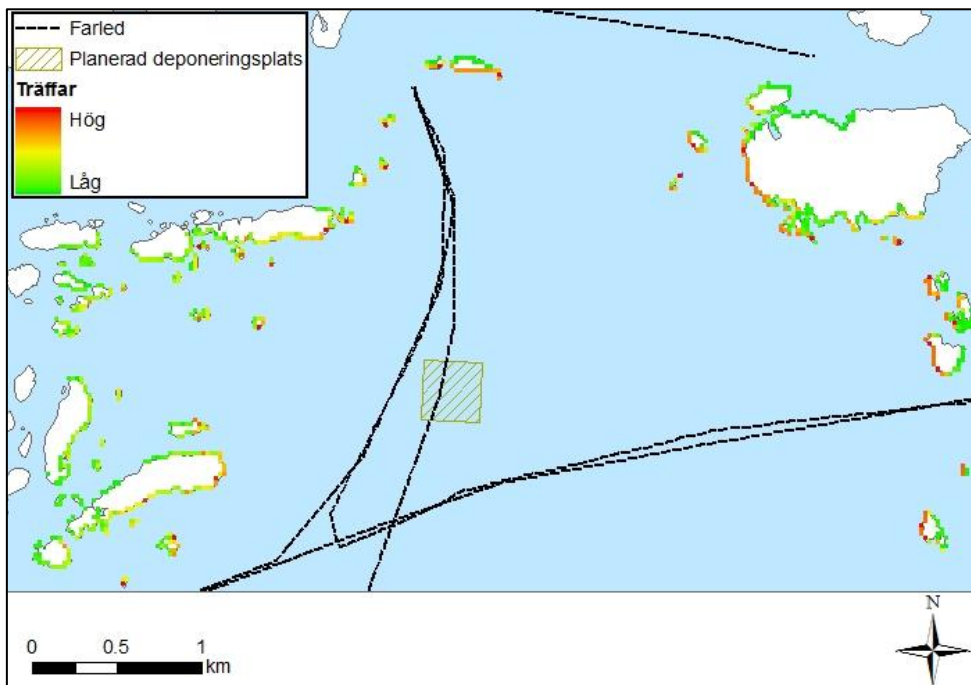 Farled
Planerad deponeringsplats
Träffar
Hög
Låg
N
0 0.5 1
km